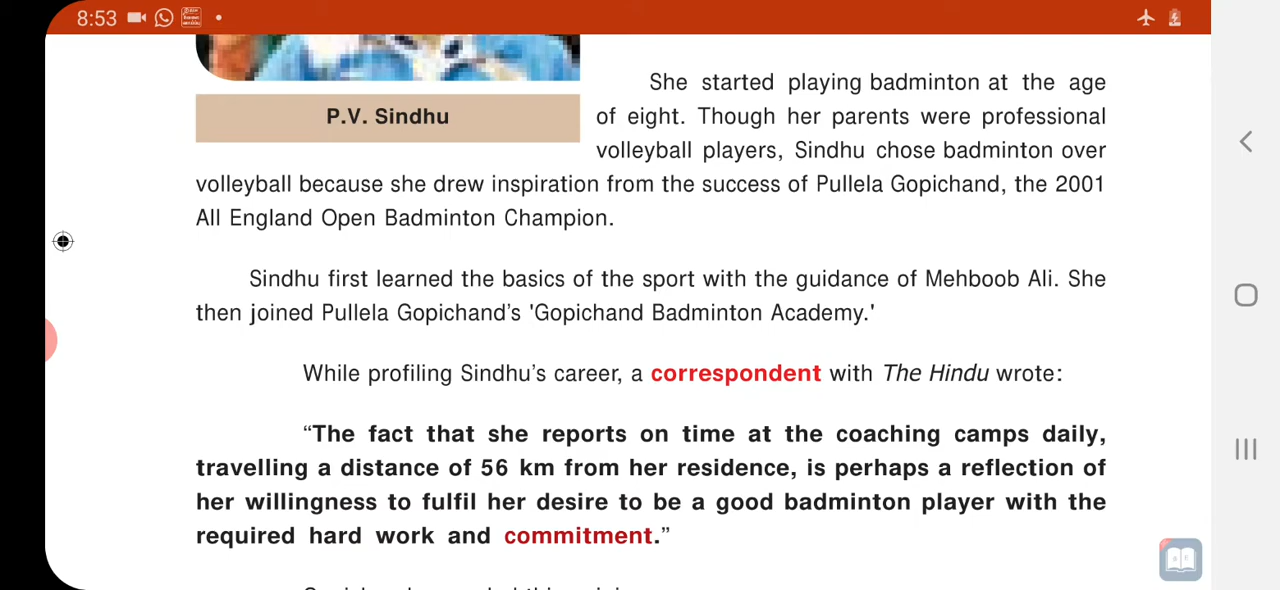 8:53
She started playing badminton at the age
P.V. Sindhu
of eight. Though her parents were professional
volleyball players, Sindhu chose badminton over
volleyball because she drew inspiration from the success of Pullela Gopichand, the 2001
All England Open Badminton Champion.
Sindhu first learned the basics of the sport with the guidance of Mehboob Ali. She
then joined Pullela Gopichand's 'Gopichand Badminton Academy.'
While profiling Sindhu's career, a correspondent with The Hindu wrote:
“The fact that she reports on time at the coaching camps daily,
travelling a distance of 56 km from her residence, is perhaps a reflection of
her willingness to fulfil her desire to be a good badminton player with the
required hard work and commitment.”